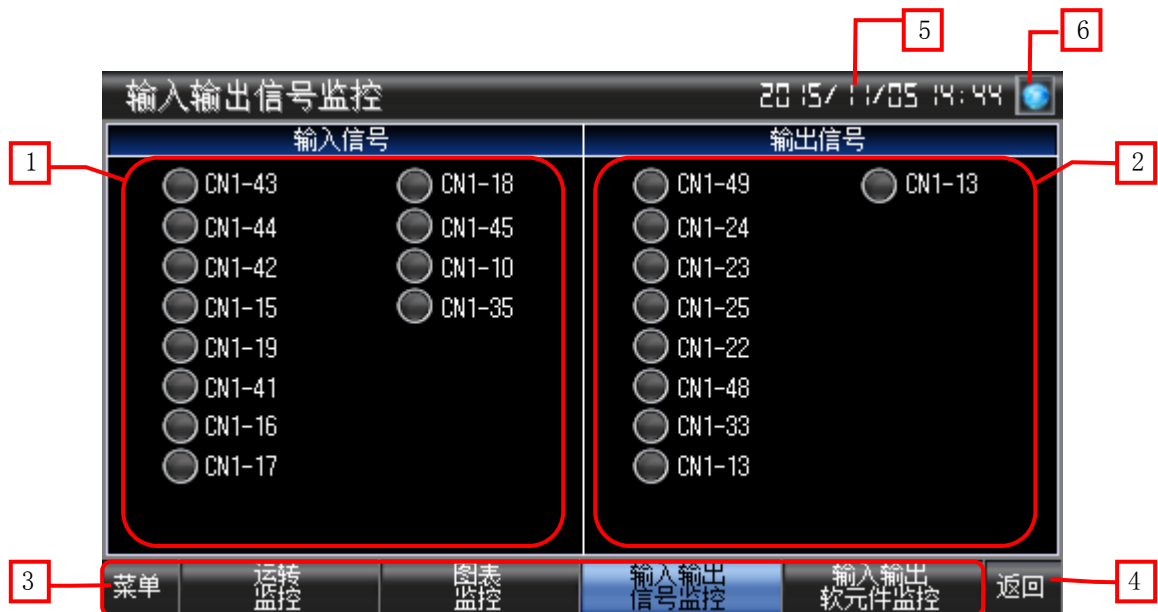 5
6
输入输出信号监控
2015/11/05 14:44
输入信号
输出信号
1
2
CN1-43
CN1-18
CN1-49
CN1-13
CN1-44
CN1-45
CN1-24
CN1-42
CN1-10
CN1-23
CN1-15
CN1-35
CN1-25
CN1-19
CN1-22
CN1-41
CN1-48
CN1-16
CN1-33
CN1-17
CN1-13
3
菜单
运转
监控
图表
监控
输入输出
信号监控
输入输出
软元件监控
返回
4